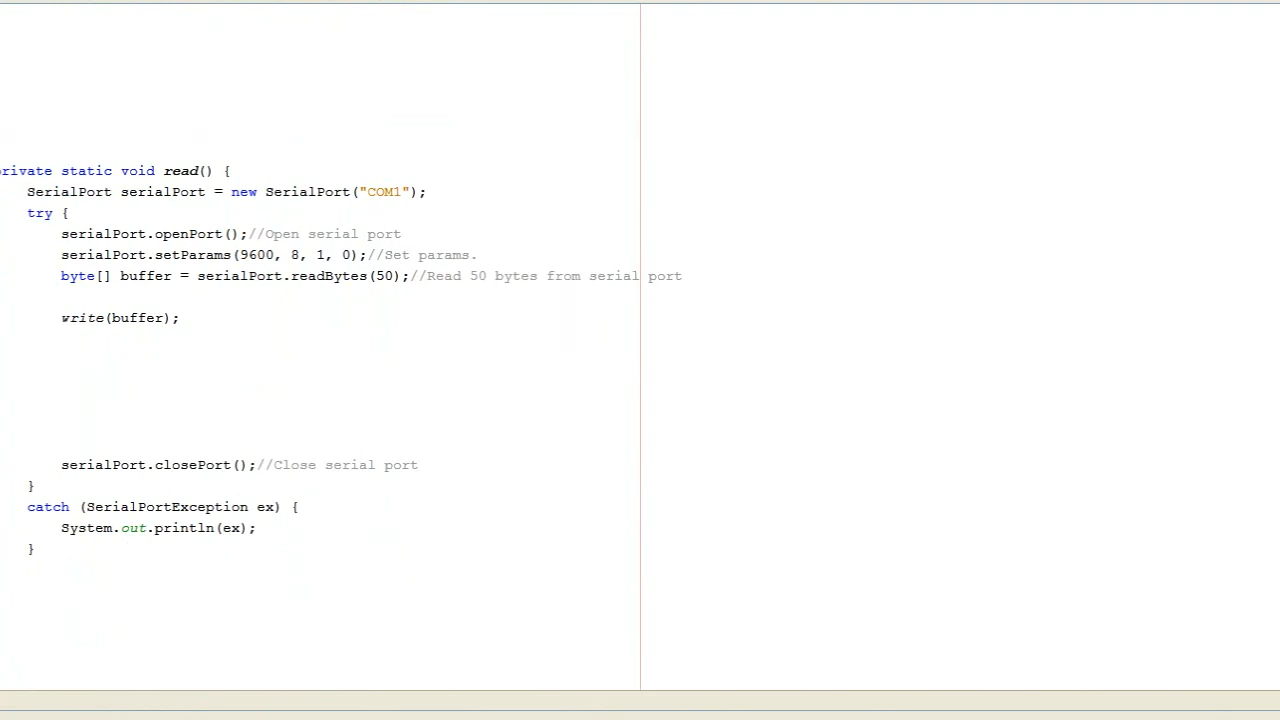 rivate static void read() {
SerialPort serialPort = new SerialPort("COM1");
try {
serialPort.openPort();//Open serial port
serialPort.setParams(9600, 8, 1, 0);//Set params.
byte[] buffer = serialPort.readBytes(50);//Read 50 bytes from serial port
write(buffer);
serialPort.closePort();//Close serial port
}
catch (SerialPortException ex) {
System.out.println(ex);
}